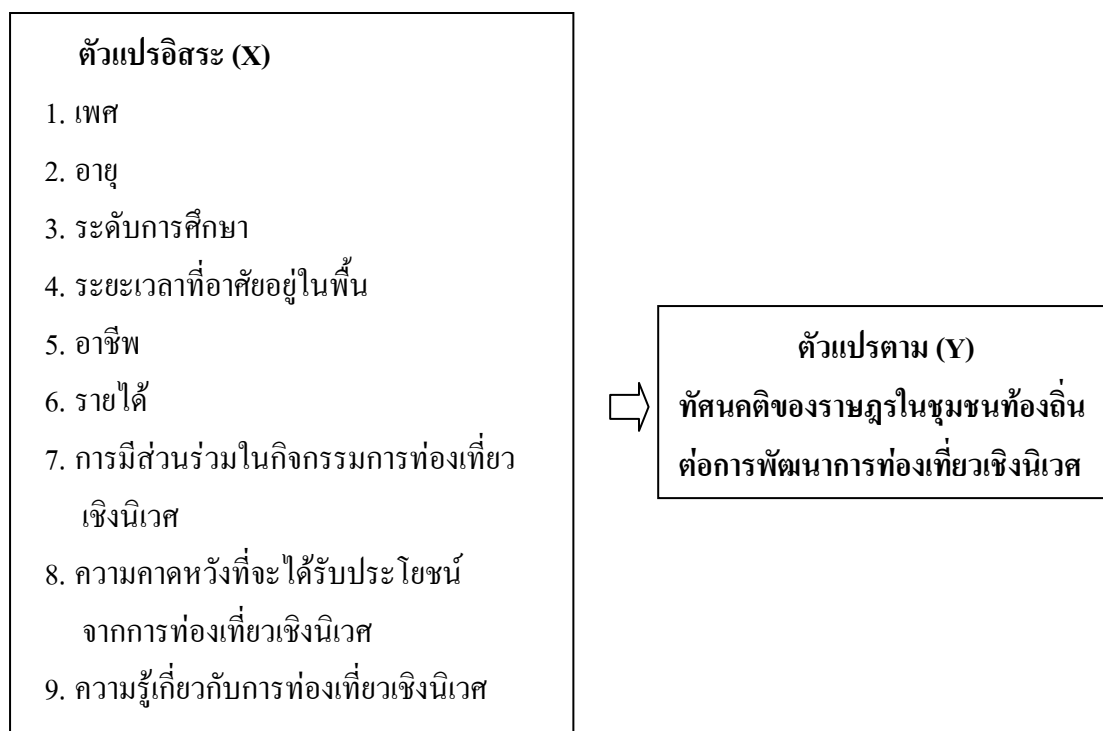 ตัวแปรอิสระ (X)
1. เพศ
2. อายุ
3. ระดับการศึกษา
4. ระยะเวลาที่อาศัยอยู่ในพื้น
5. อาชีพ
6. รายได้
7. การมีส่วนร่วมในกิจกรรมการท่องเที่ยว
เชิงนิเวศ
8. ความคาดหวังที่จะได้รับประโยชน์
จากการท่องเที่ยวเชิงนิเวศ
9. ความรู้เกี่ยวกับการท่องเที่ยวเชิงนิเวศ
ตัวแปรตาม (Y)
ทัศนคติของราษฎรในชุมชนท้องถิ่น
ต่อการพัฒนาการท่องเที่ยวเชิงนิเวศ